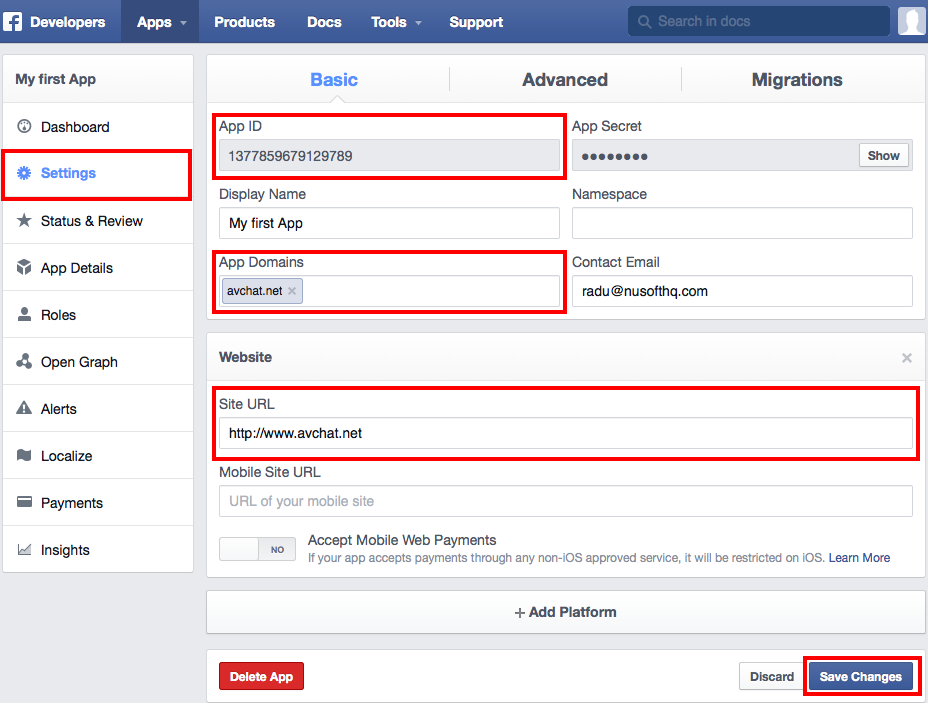 Developers Apps Products Docs Tools Support Search in docs
My first App
Dashboard
Settings
Status & Review
App Details
Roles
Open Graph
Alerts
Localize
Payments
Insights
Basic Advanced Migrations
App ID App Secret
1377859679129789 •••••••• Show
Display Name Namespace
My first App
App Domains Contact Email
avchat.net × radu@nusofthq.com
Website ×
Site URL
http://www.avchat.net
Mobile Site URL
URL of your mobile site
NO Accept Mobile Web Payments
If your app accepts payments through any non-iOS approved service, it will be restricted on iOS. Learn More
+ Add Platform
Delete App Discard Save Changes